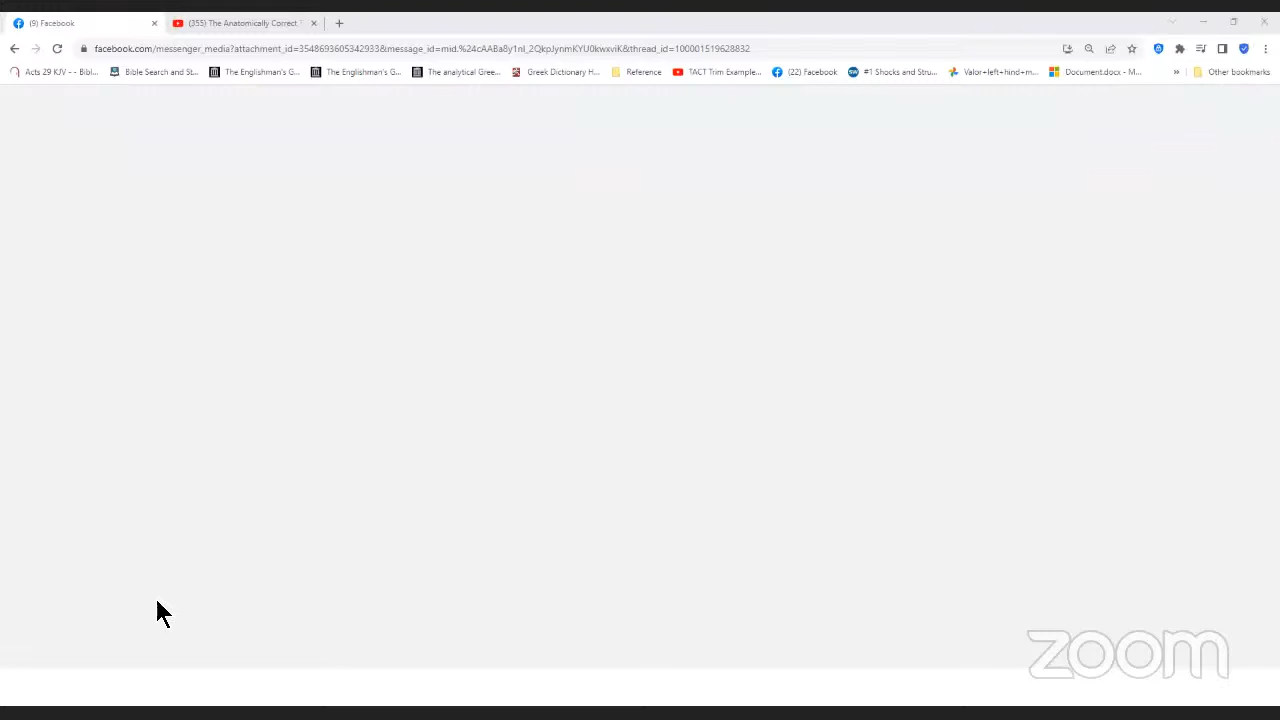 (9) Facebook
(355) The Anatomically Correct
facebook.com/messenger_media?attachment_id=3548693605342933&message_id=mid.%24cAABa8y1nl_2QkpJynmKYU0kwxviK&thread_id=100001519628832
Acts 29 KJV - - Bibl... Bible Search and St... The Englishman's G... The Englishman's G... The analytical Gree... Greek Dictionary H... Reference TACT Trim Example... (22) Facebook #1 Shocks and Stru... Valor+left+hind+m... Document.docx - M... » Other bookmarks
zoom